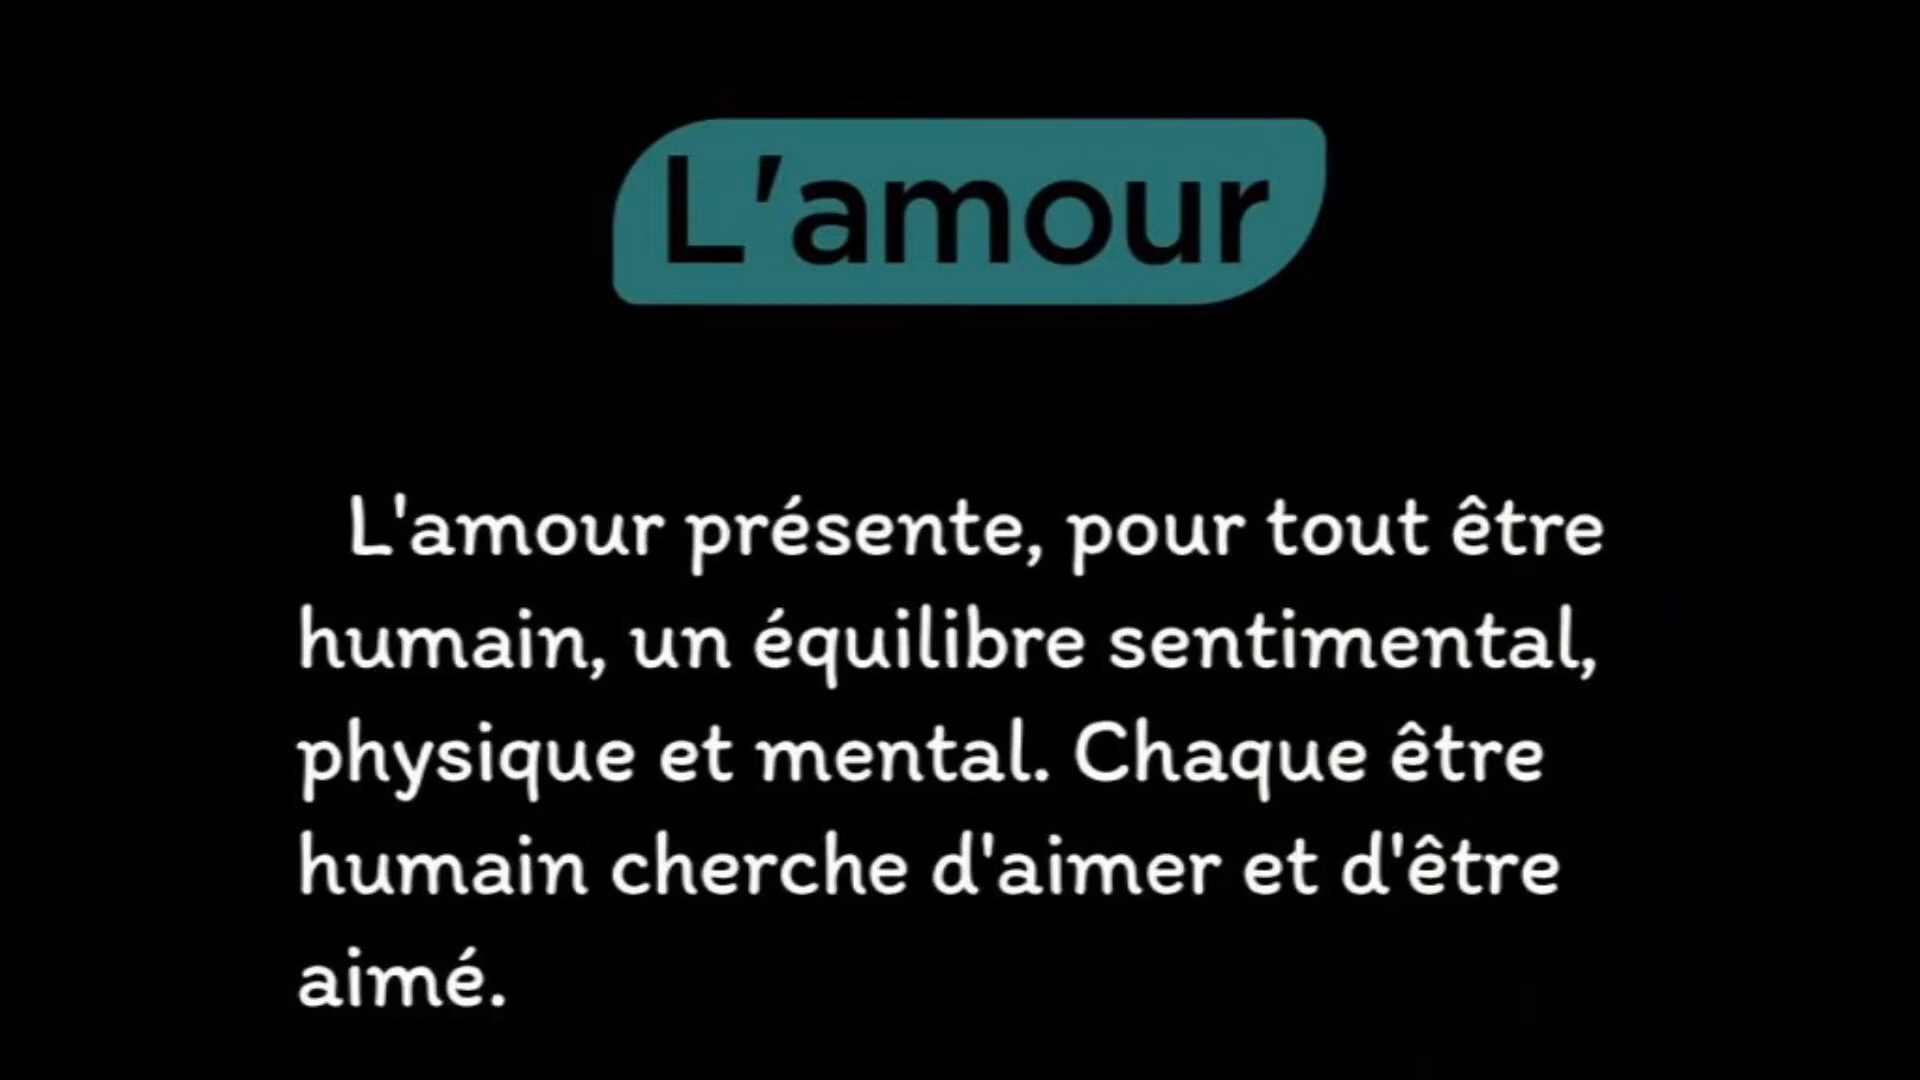 L'amour
L'amour présente, pour tout être
humain, un équilibre sentimental,
physique et mental. Chaque être
humain cherche d'aimer et d'être
aimé.